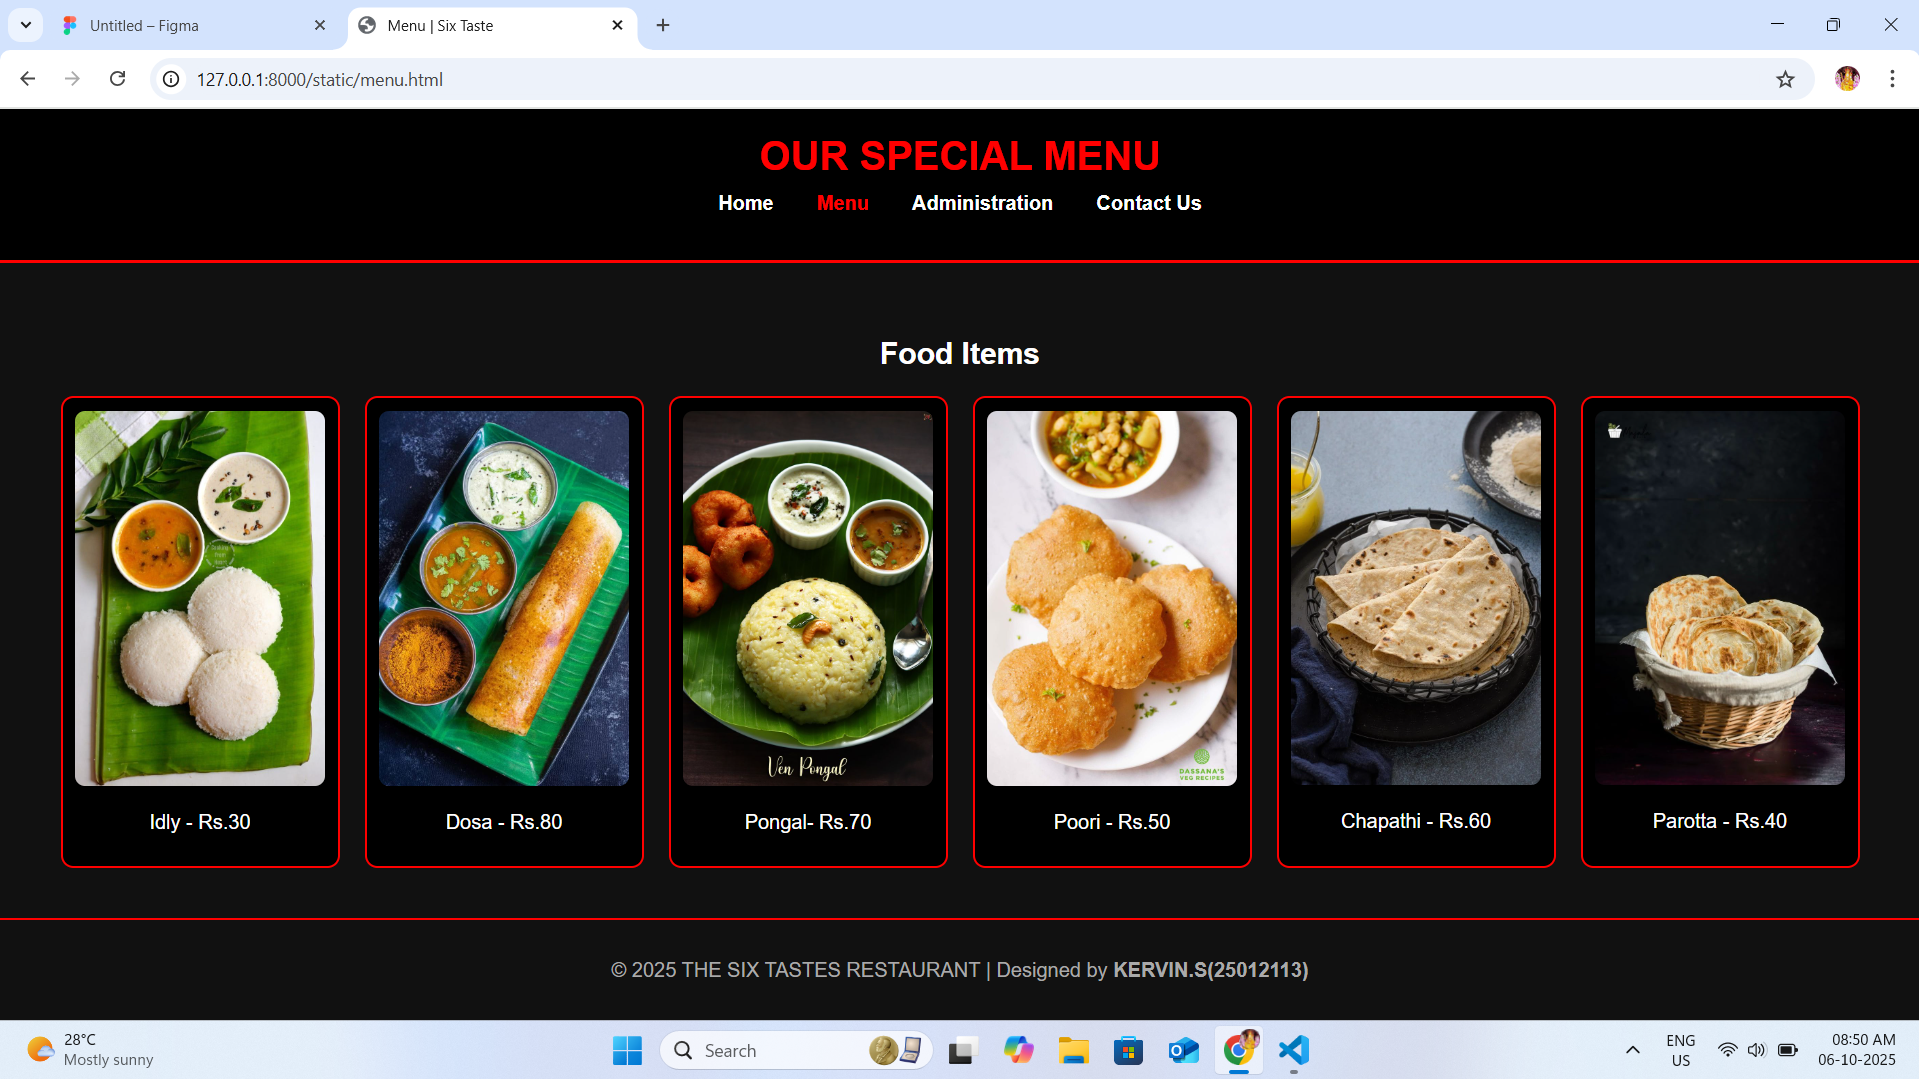 Untitled – Figma
Menu | Six Taste
127.0.0.1:8000/static/menu.html
OUR SPECIAL MENU
Home Menu Administration Contact Us
Food Items
Ven Pongal
DASSANA'S
VEG RECIPES
Idly - Rs.30
Dosa - Rs.80
Pongal- Rs.70
Poori - Rs.50
Chapathi - Rs.60
Parotta - Rs.40
© 2025 THE SIX TASTES RESTAURANT | Designed by KERVIN.S(25012113)
28°C
Mostly sunny
Search
ENG
US
08:50 AM
06-10-2025